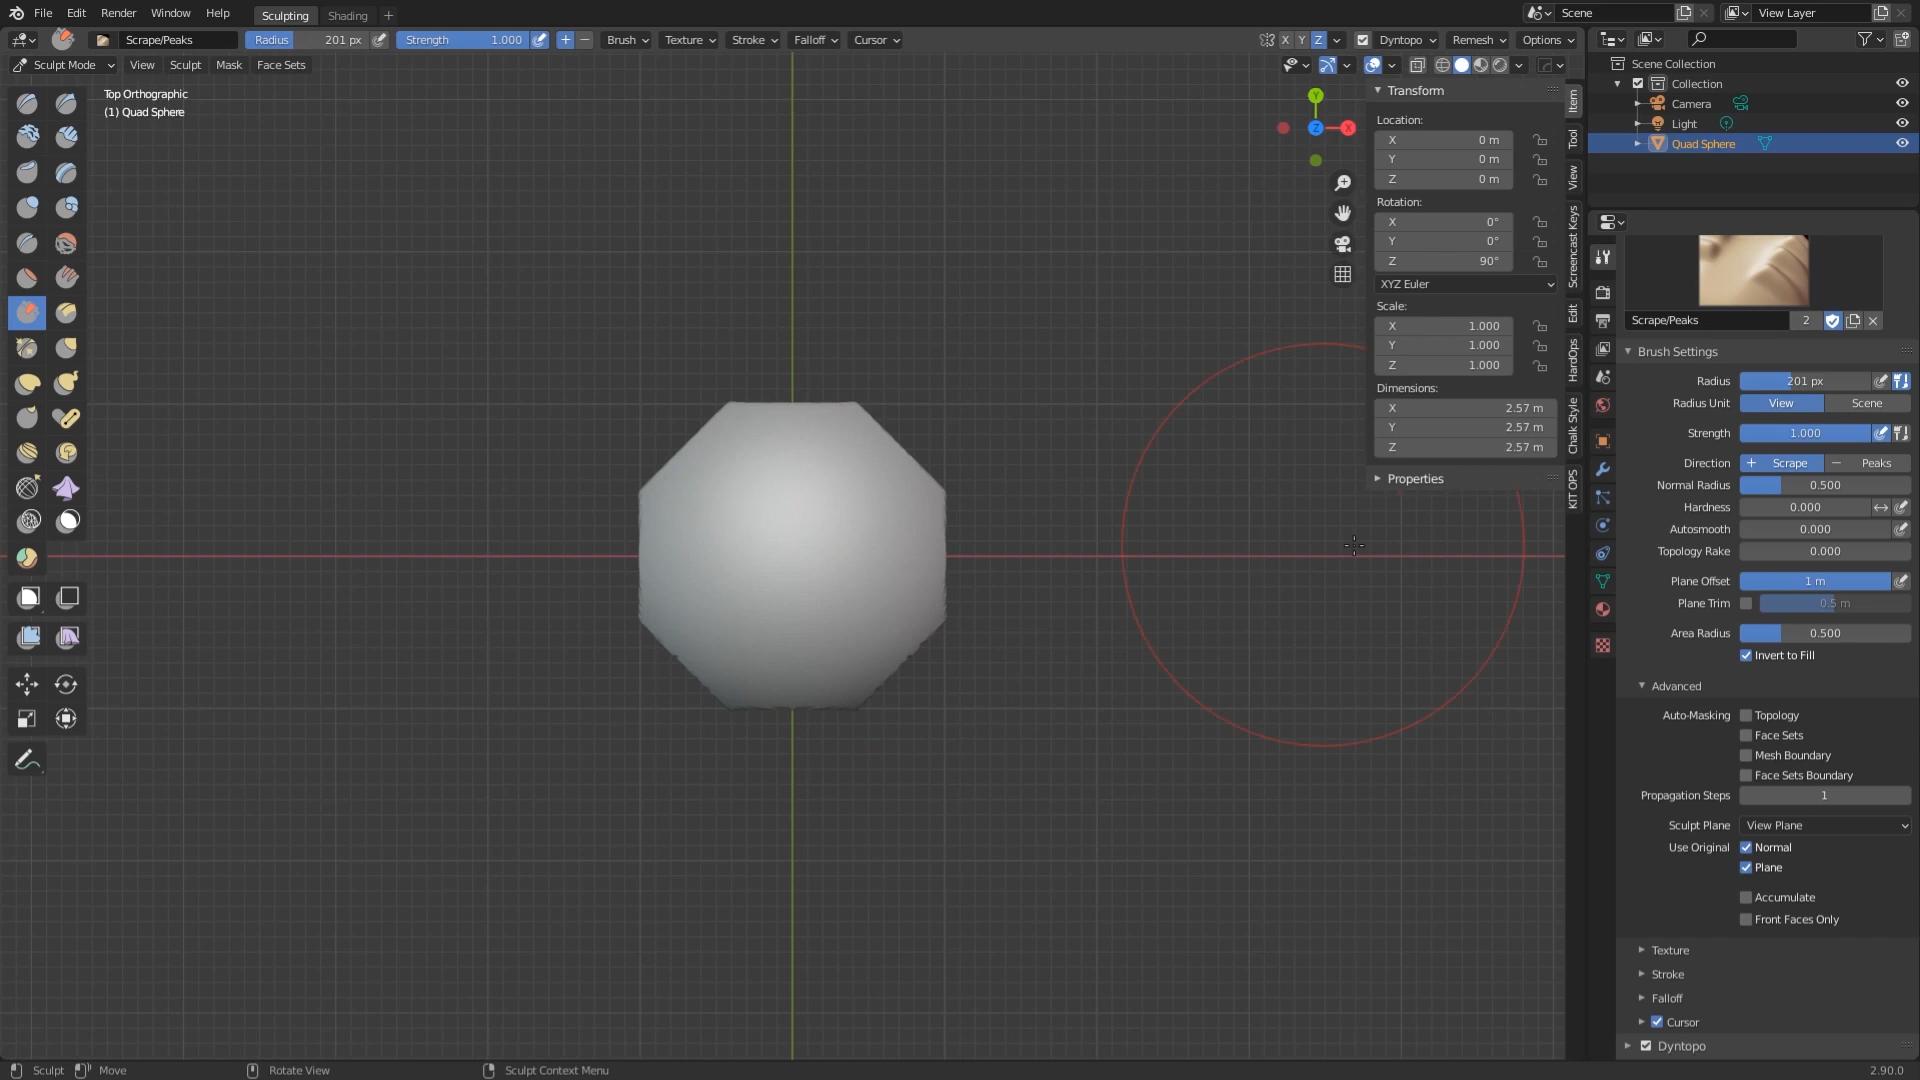 File Edit Render Window Help Sculpting Shading + Scene View Layer
Scrape/Peaks Radius 201 px Strength 1.000 + − Brush Texture Stroke Falloff Cursor X Y Z Dyntopo Remesh Options
Sculpt Mode View Sculpt Mask Face Sets
Top Orthographic
(1) Quad Sphere
Y
Z
X
Transform
Location:
X 0 m
Y 0 m
Z 0 m
Rotation:
X 0°
Y 0°
Z 90°
XYZ Euler
Scale:
X 1.000
Y 1.000
Z 1.000
Dimensions:
X 2.57 m
Y 2.57 m
Z 2.57 m
Properties
Item
Tool
View
Screencast Keys
Edit
HardOps
Chalk Style
KIT OPS
Scene Collection
Collection
Camera
Light
Quad Sphere
Scrape/Peaks 2
Brush Settings
Radius 201 px
Radius Unit View Scene
Strength 1.000
Direction + Scrape − Peaks
Normal Radius 0.500
Hardness 0.000
Autosmooth 0.000
Topology Rake 0.000
Plane Offset 1 m
Plane Trim 0.5 m
Area Radius 0.500
Invert to Fill
Advanced
Auto-Masking Topology
Face Sets
Mesh Boundary
Face Sets Boundary
Propagation Steps 1
Sculpt Plane View Plane
Use Original Normal
Plane
Accumulate
Front Faces Only
Texture
Stroke
Falloff
Cursor
Dyntopo
Sculpt Move Rotate View Sculpt Context Menu 2.90.0